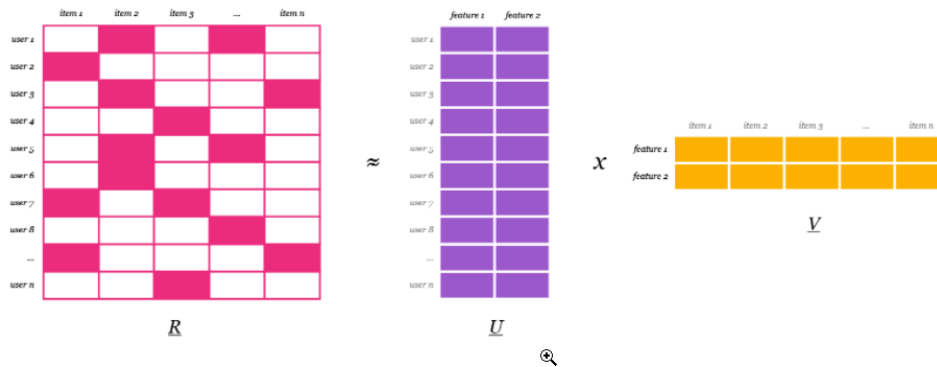 item 1 item 2 item 3 ... item n
user 1
user 2
user 3
user 4
user 5
user 6
user 7
user 8
...
user n
R
≈
feature 1 feature 2
user 1
user 2
user 3
user 4
user 5
user 6
user 7
user 8
...
user n
U
x
item 1 item 2 item 3 ... item n
feature 1
feature 2
V